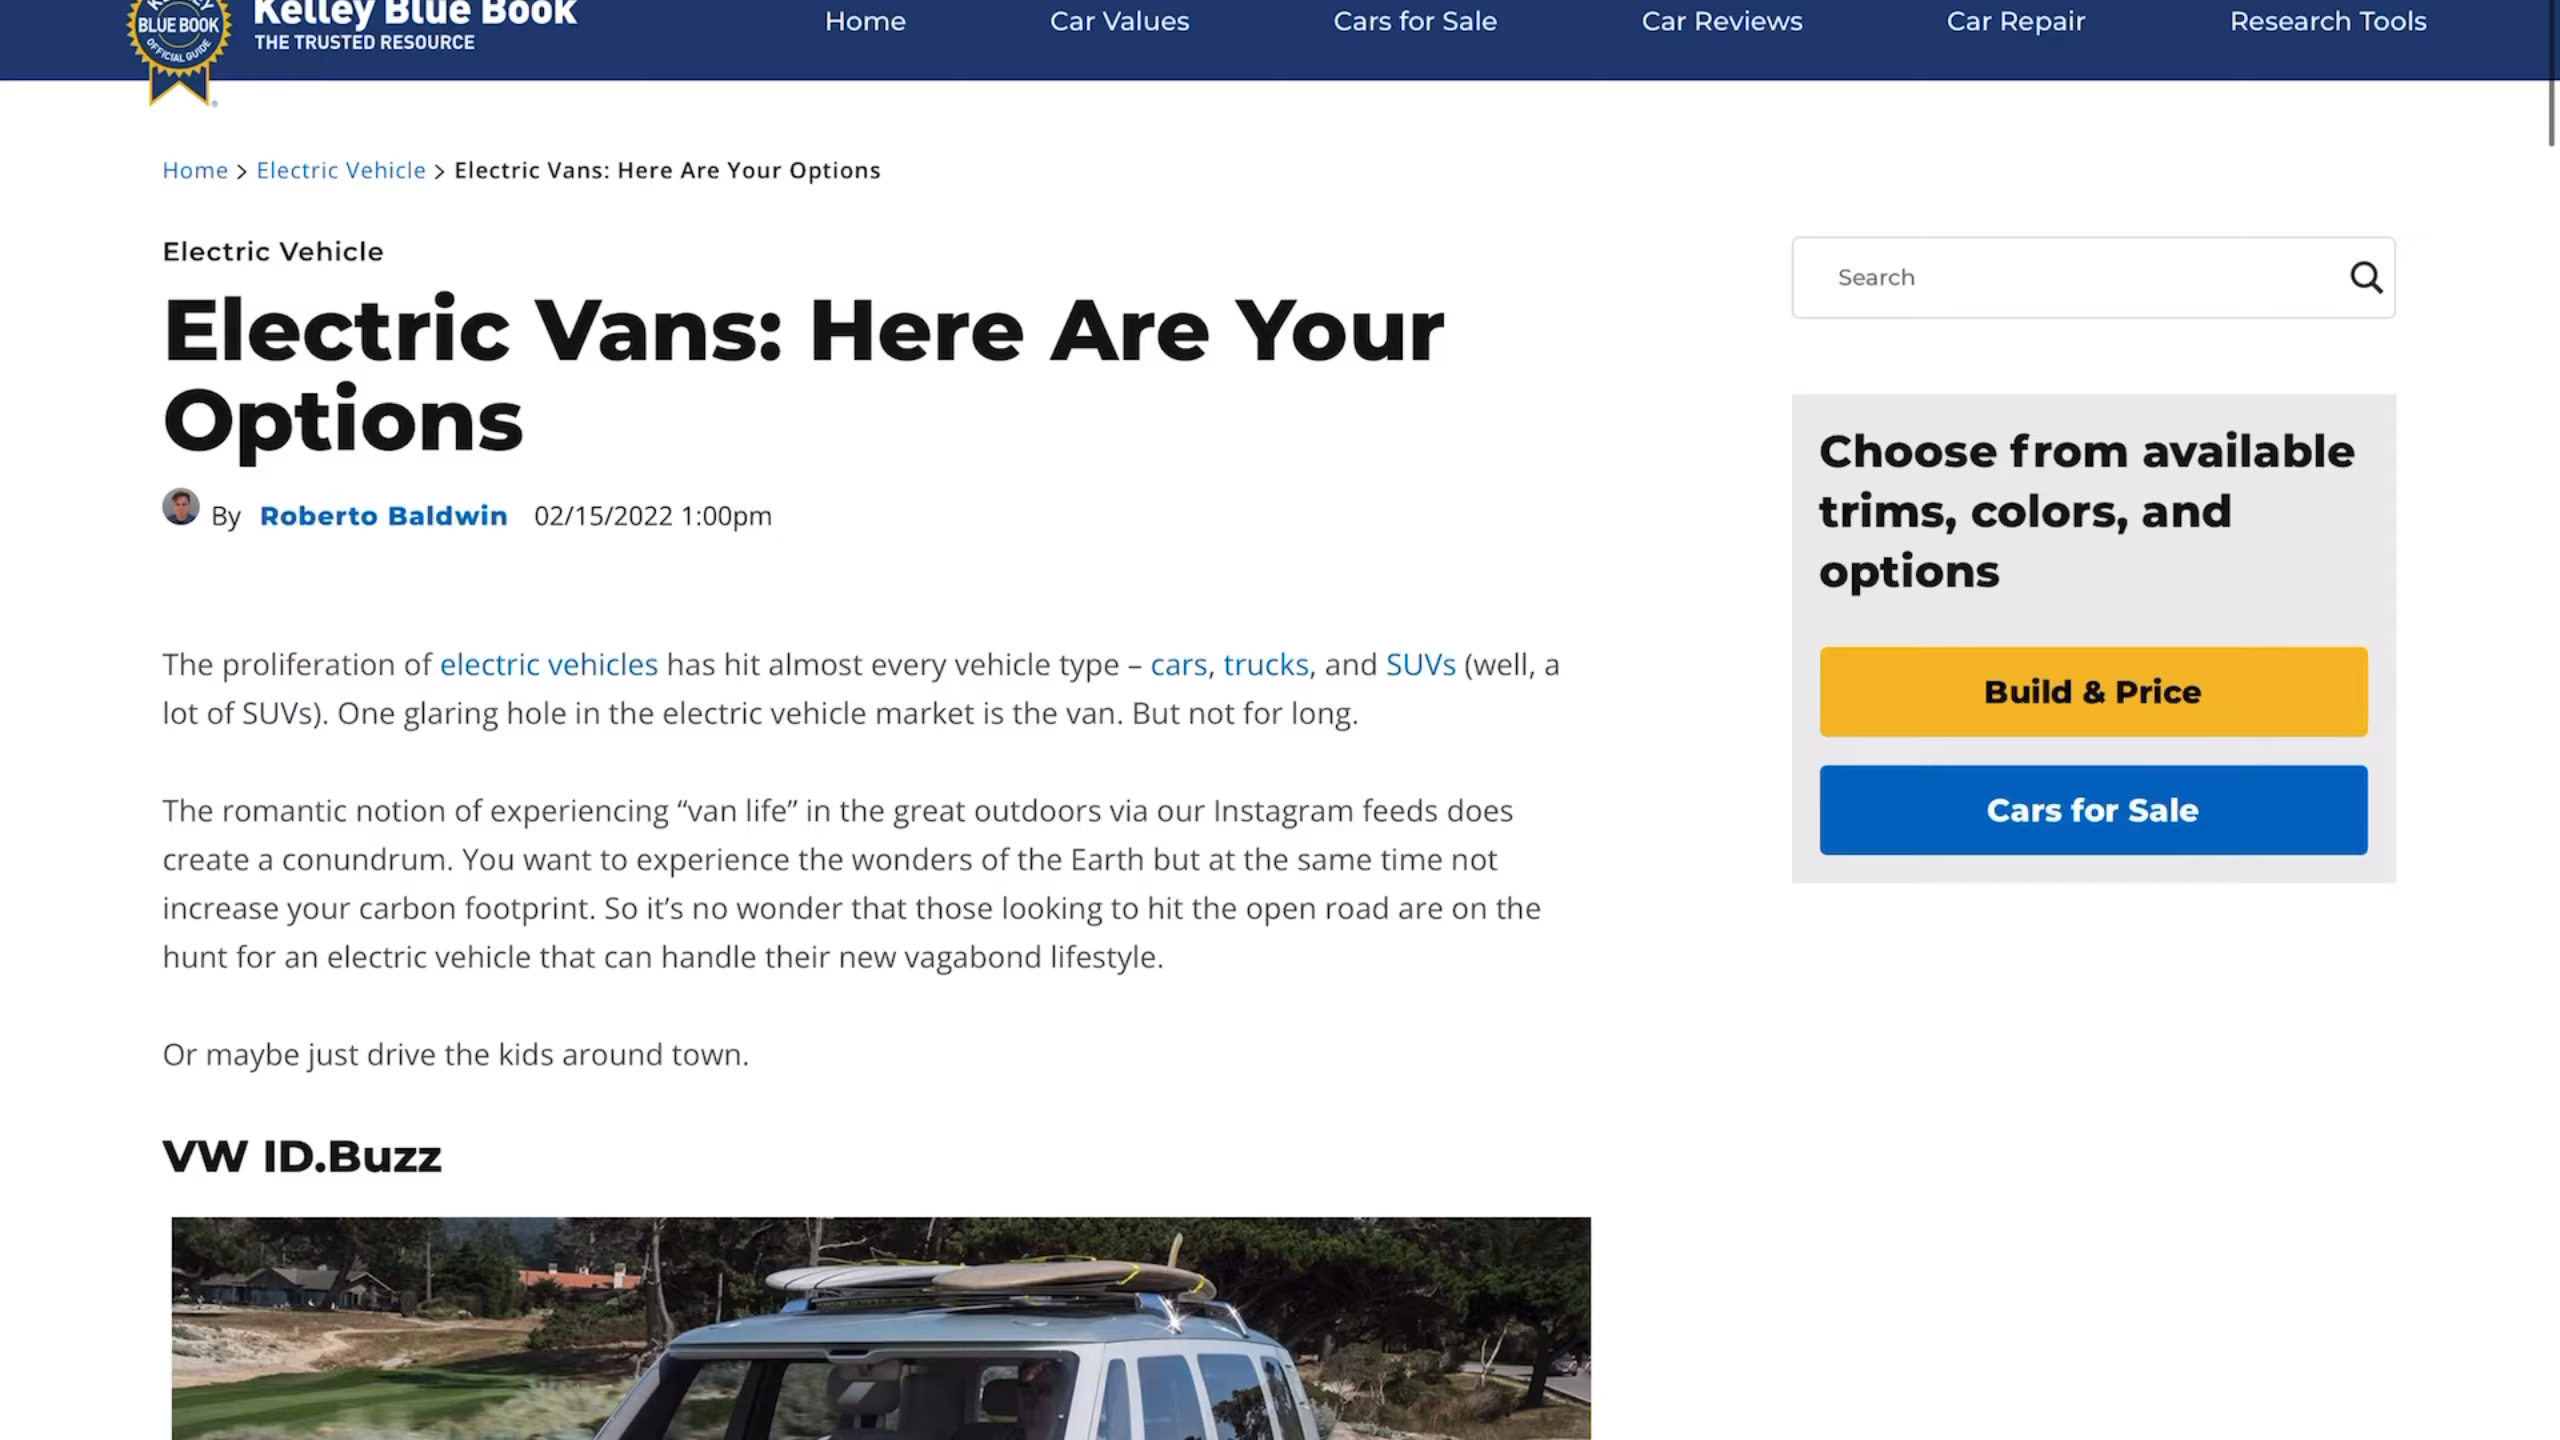 Kelley Blue Book
THE TRUSTED RESOURCE
BLUE BOOK
OFFICIAL GUIDE
Home
Car Values
Cars for Sale
Car Reviews
Car Repair
Research Tools
Home > Electric Vehicle > Electric Vans: Here Are Your Options
Electric Vehicle
Electric Vans: Here Are Your
Options
By Roberto Baldwin 02/15/2022 1:00pm
The proliferation of electric vehicles has hit almost every vehicle type – cars, trucks, and SUVs (well, a
lot of SUVs). One glaring hole in the electric vehicle market is the van. But not for long.
The romantic notion of experiencing “van life” in the great outdoors via our Instagram feeds does
create a conundrum. You want to experience the wonders of the Earth but at the same time not
increase your carbon footprint. So it’s no wonder that those looking to hit the open road are on the
hunt for an electric vehicle that can handle their new vagabond lifestyle.
Or maybe just drive the kids around town.
VW ID.Buzz
Search
Choose from available
trims, colors, and
options
Build & Price
Cars for Sale